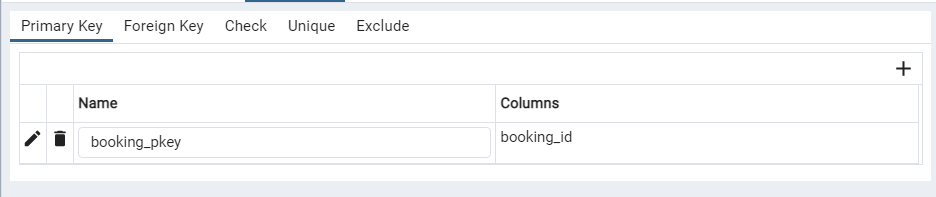 Primary Key Foreign Key Check Unique Exclude
Name Columns
booking_pkey booking_id